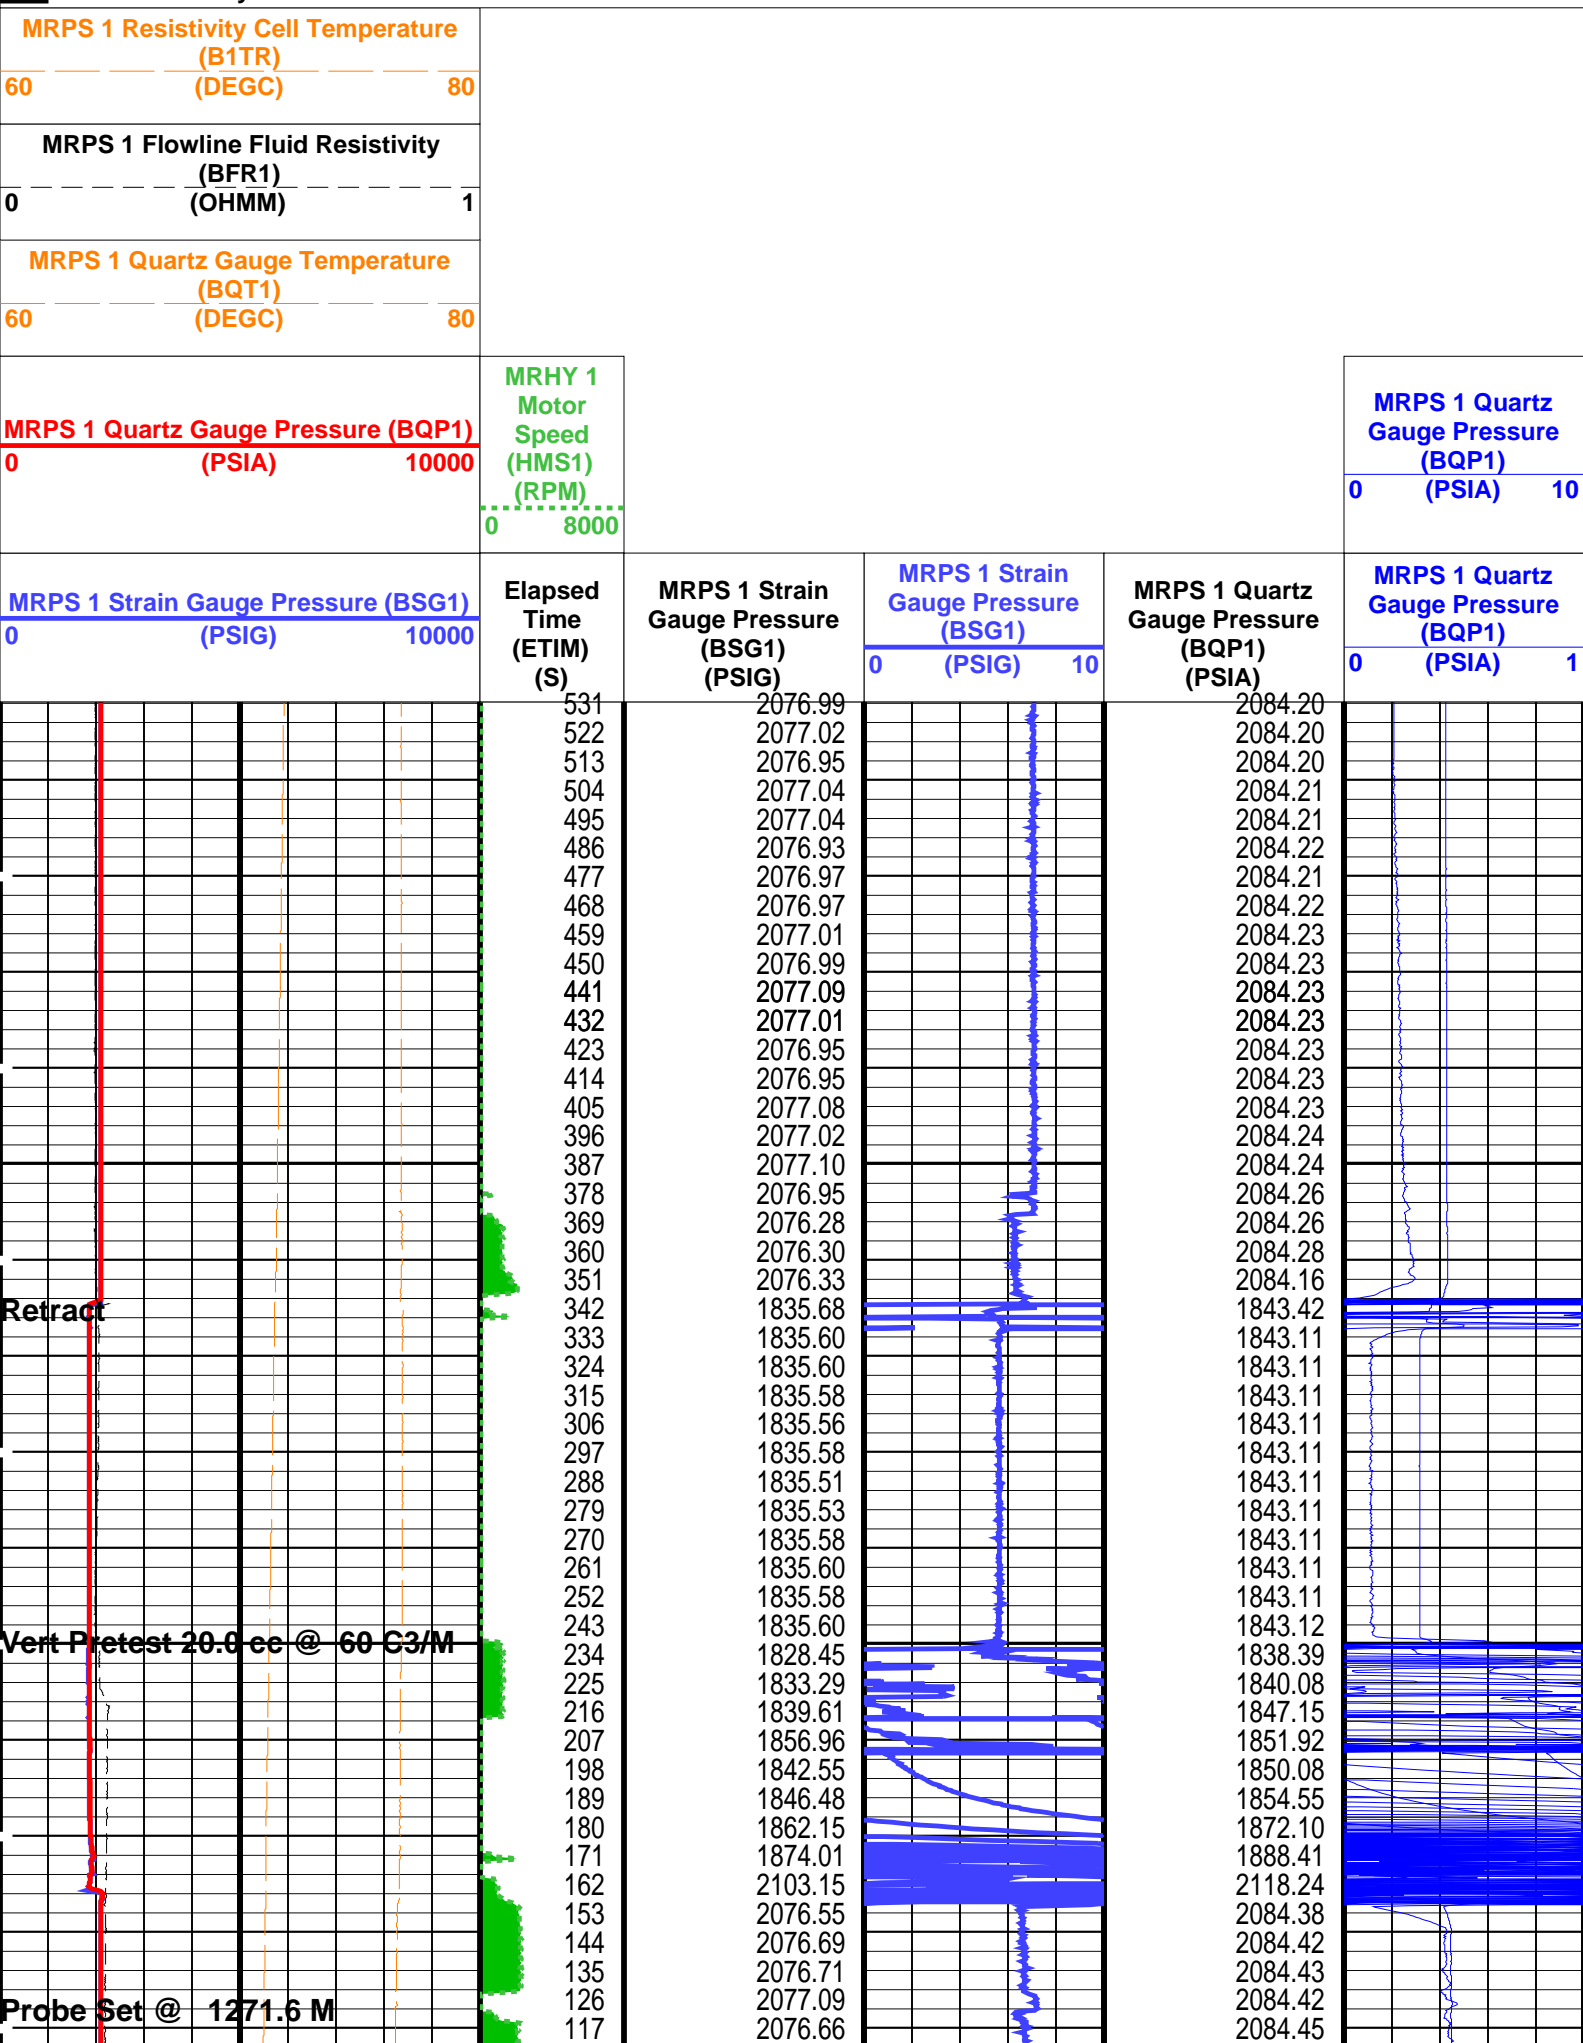 MRPS 1 Resistivity Cell Temperature
(B1TR)
60 (DEGC) 80
MRPS 1 Flowline Fluid Resistivity
(BFR1)
0 (OHMM) 1
MRPS 1 Quartz Gauge Temperature
(BQT1)
60 (DEGC) 80
MRPS 1 Quartz Gauge Pressure (BQP1)
0 (PSIA) 10000
MRHY 1
Motor
Speed
(HMS1)
(RPM)
0 8000
MRPS 1 Quartz
Gauge Pressure
(BQP1)
0 (PSIA) 10
MRPS 1 Strain Gauge Pressure (BSG1)
0 (PSIG) 10000
Elapsed
Time
(ETIM)
(S)
MRPS 1 Strain
Gauge Pressure
(BSG1)
(PSIG)
MRPS 1 Strain
Gauge Pressure
(BSG1)
0 (PSIG) 10
MRPS 1 Quartz
Gauge Pressure
(BQP1)
(PSIA)
MRPS 1 Quartz
Gauge Pressure
(BQP1)
0 (PSIA) 1
531 2076.99 2084.20
522 2077.02 2084.20
513 2076.95 2084.20
504 2077.04 2084.21
495 2077.04 2084.21
486 2076.93 2084.22
477 2076.97 2084.21
468 2076.97 2084.22
459 2077.01 2084.23
450 2076.99 2084.23
441 2077.09 2084.23
432 2077.01 2084.23
423 2076.95 2084.23
414 2076.95 2084.23
405 2077.08 2084.23
396 2077.02 2084.24
387 2077.10 2084.24
378 2076.95 2084.26
369 2076.28 2084.26
360 2076.30 2084.28
351 2076.33 2084.16
Retract 342 1835.68 1843.42
333 1835.60 1843.11
324 1835.60 1843.11
315 1835.58 1843.11
306 1835.56 1843.11
297 1835.58 1843.11
288 1835.51 1843.11
279 1835.53 1843.11
270 1835.58 1843.11
261 1835.60 1843.11
252 1835.58 1843.11
243 1835.60 1843.12
Vert Pretest 20.0 cc @ 60 C3/M
234 1828.45 1838.39
225 1833.29 1840.08
216 1839.61 1847.15
207 1856.96 1851.92
198 1842.55 1850.08
189 1846.48 1854.55
180 1862.15 1872.10
171 1874.01 1888.41
162 2103.15 2118.24
153 2076.55 2084.38
144 2076.69 2084.42
135 2076.71 2084.43
126 2077.09 2084.42
Probe Set @ 1271.6 M
117 2076.66 2084.45